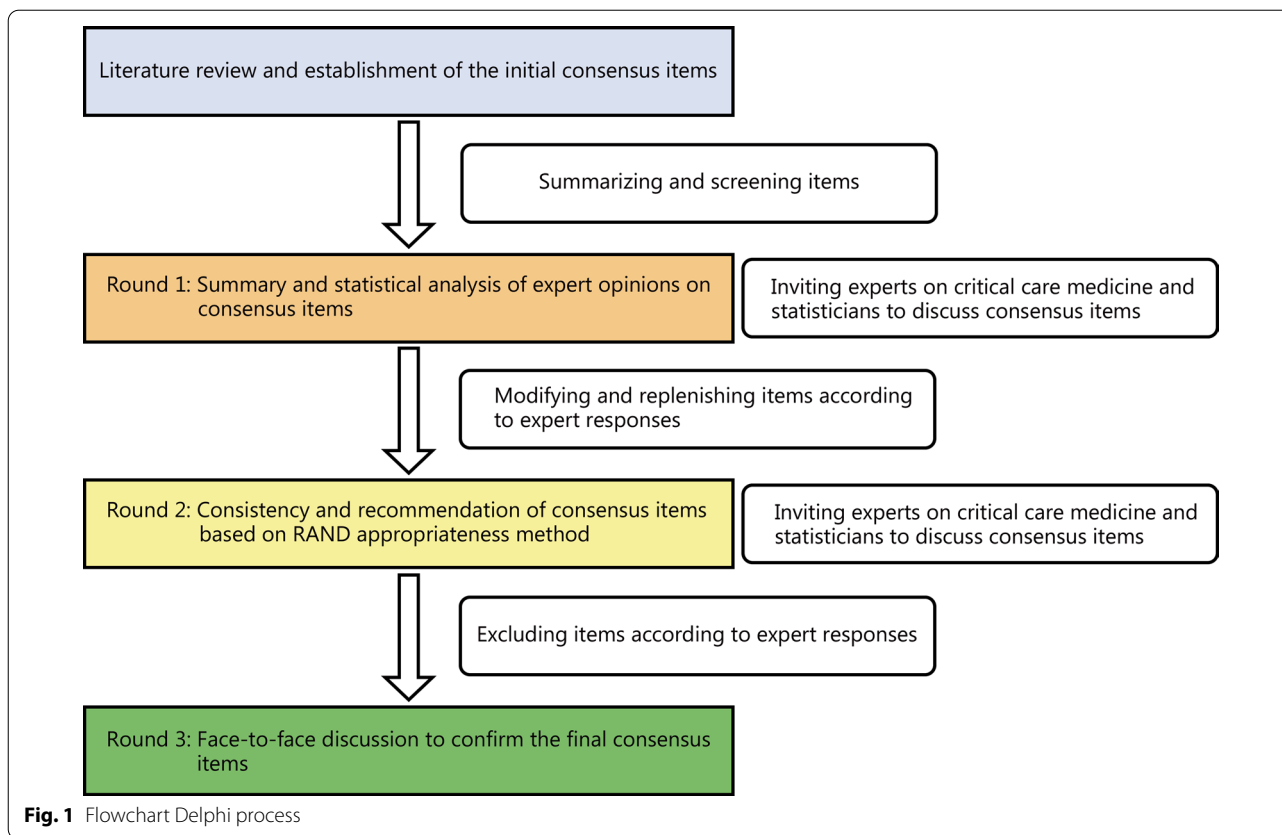 Literature review and establishment of the initial consensus items
Summarizing and screening items
Round 1: Summary and statistical analysis of expert opinions on
consensus items
Inviting experts on critical care medicine and
statisticians to discuss consensus items
Modifying and replenishing items according
to expert responses
Round 2: Consistency and recommendation of consensus items
based on RAND appropriateness method
Inviting experts on critical care medicine and
statisticians to discuss consensus items
Excluding items according to expert responses
Round 3: Face-to-face discussion to confirm the final consensus
items
Fig. 1 Flowchart Delphi process